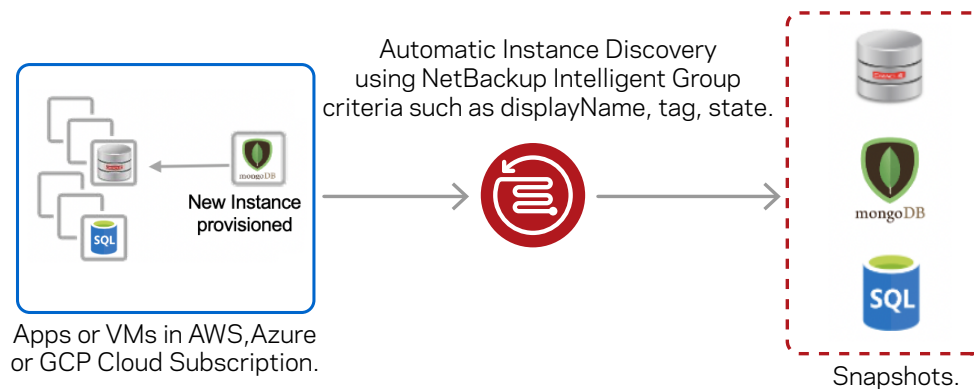 Automatic Instance Discovery
using NetBackup Intelligent Group
criteria such as displayName, tag, state.
mongoDB
New Instance
provisioned
SQL
Apps or VMs in AWS,Azure
or GCP Cloud Subscription.
ORACLE
mongoDB
SQL
Snapshots.